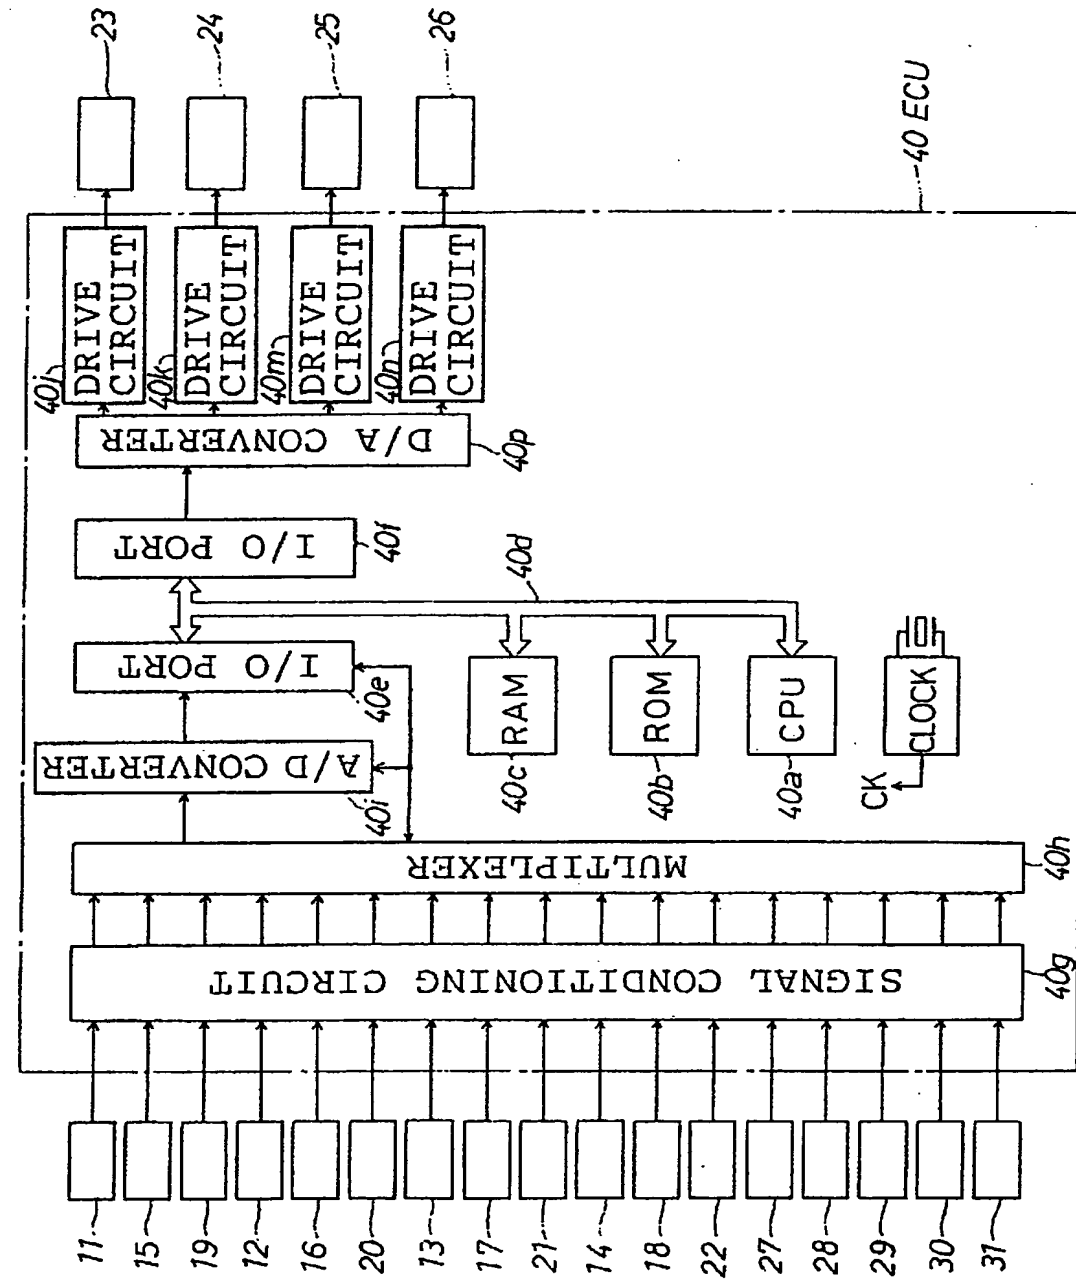 23
24
25
26
40 ECU
40j
DRIVE
CIRCUIT
40k
DRIVE
CIRCUIT
40m
DRIVE
CIRCUIT
40n
DRIVE
CIRCUIT
D/A CONVERTER
40p
I/O PORT
40f
40d
I/O PORT
40e
A/D CONVERTER
40i
RAM
40c
ROM
40b
CPU
40a
CLOCK
CK
MULTIPLEXER
40h
SIGNAL CONDITIONING CIRCUIT
40g
11
15
19
12
16
20
13
17
21
14
18
22
27
28
29
30
31